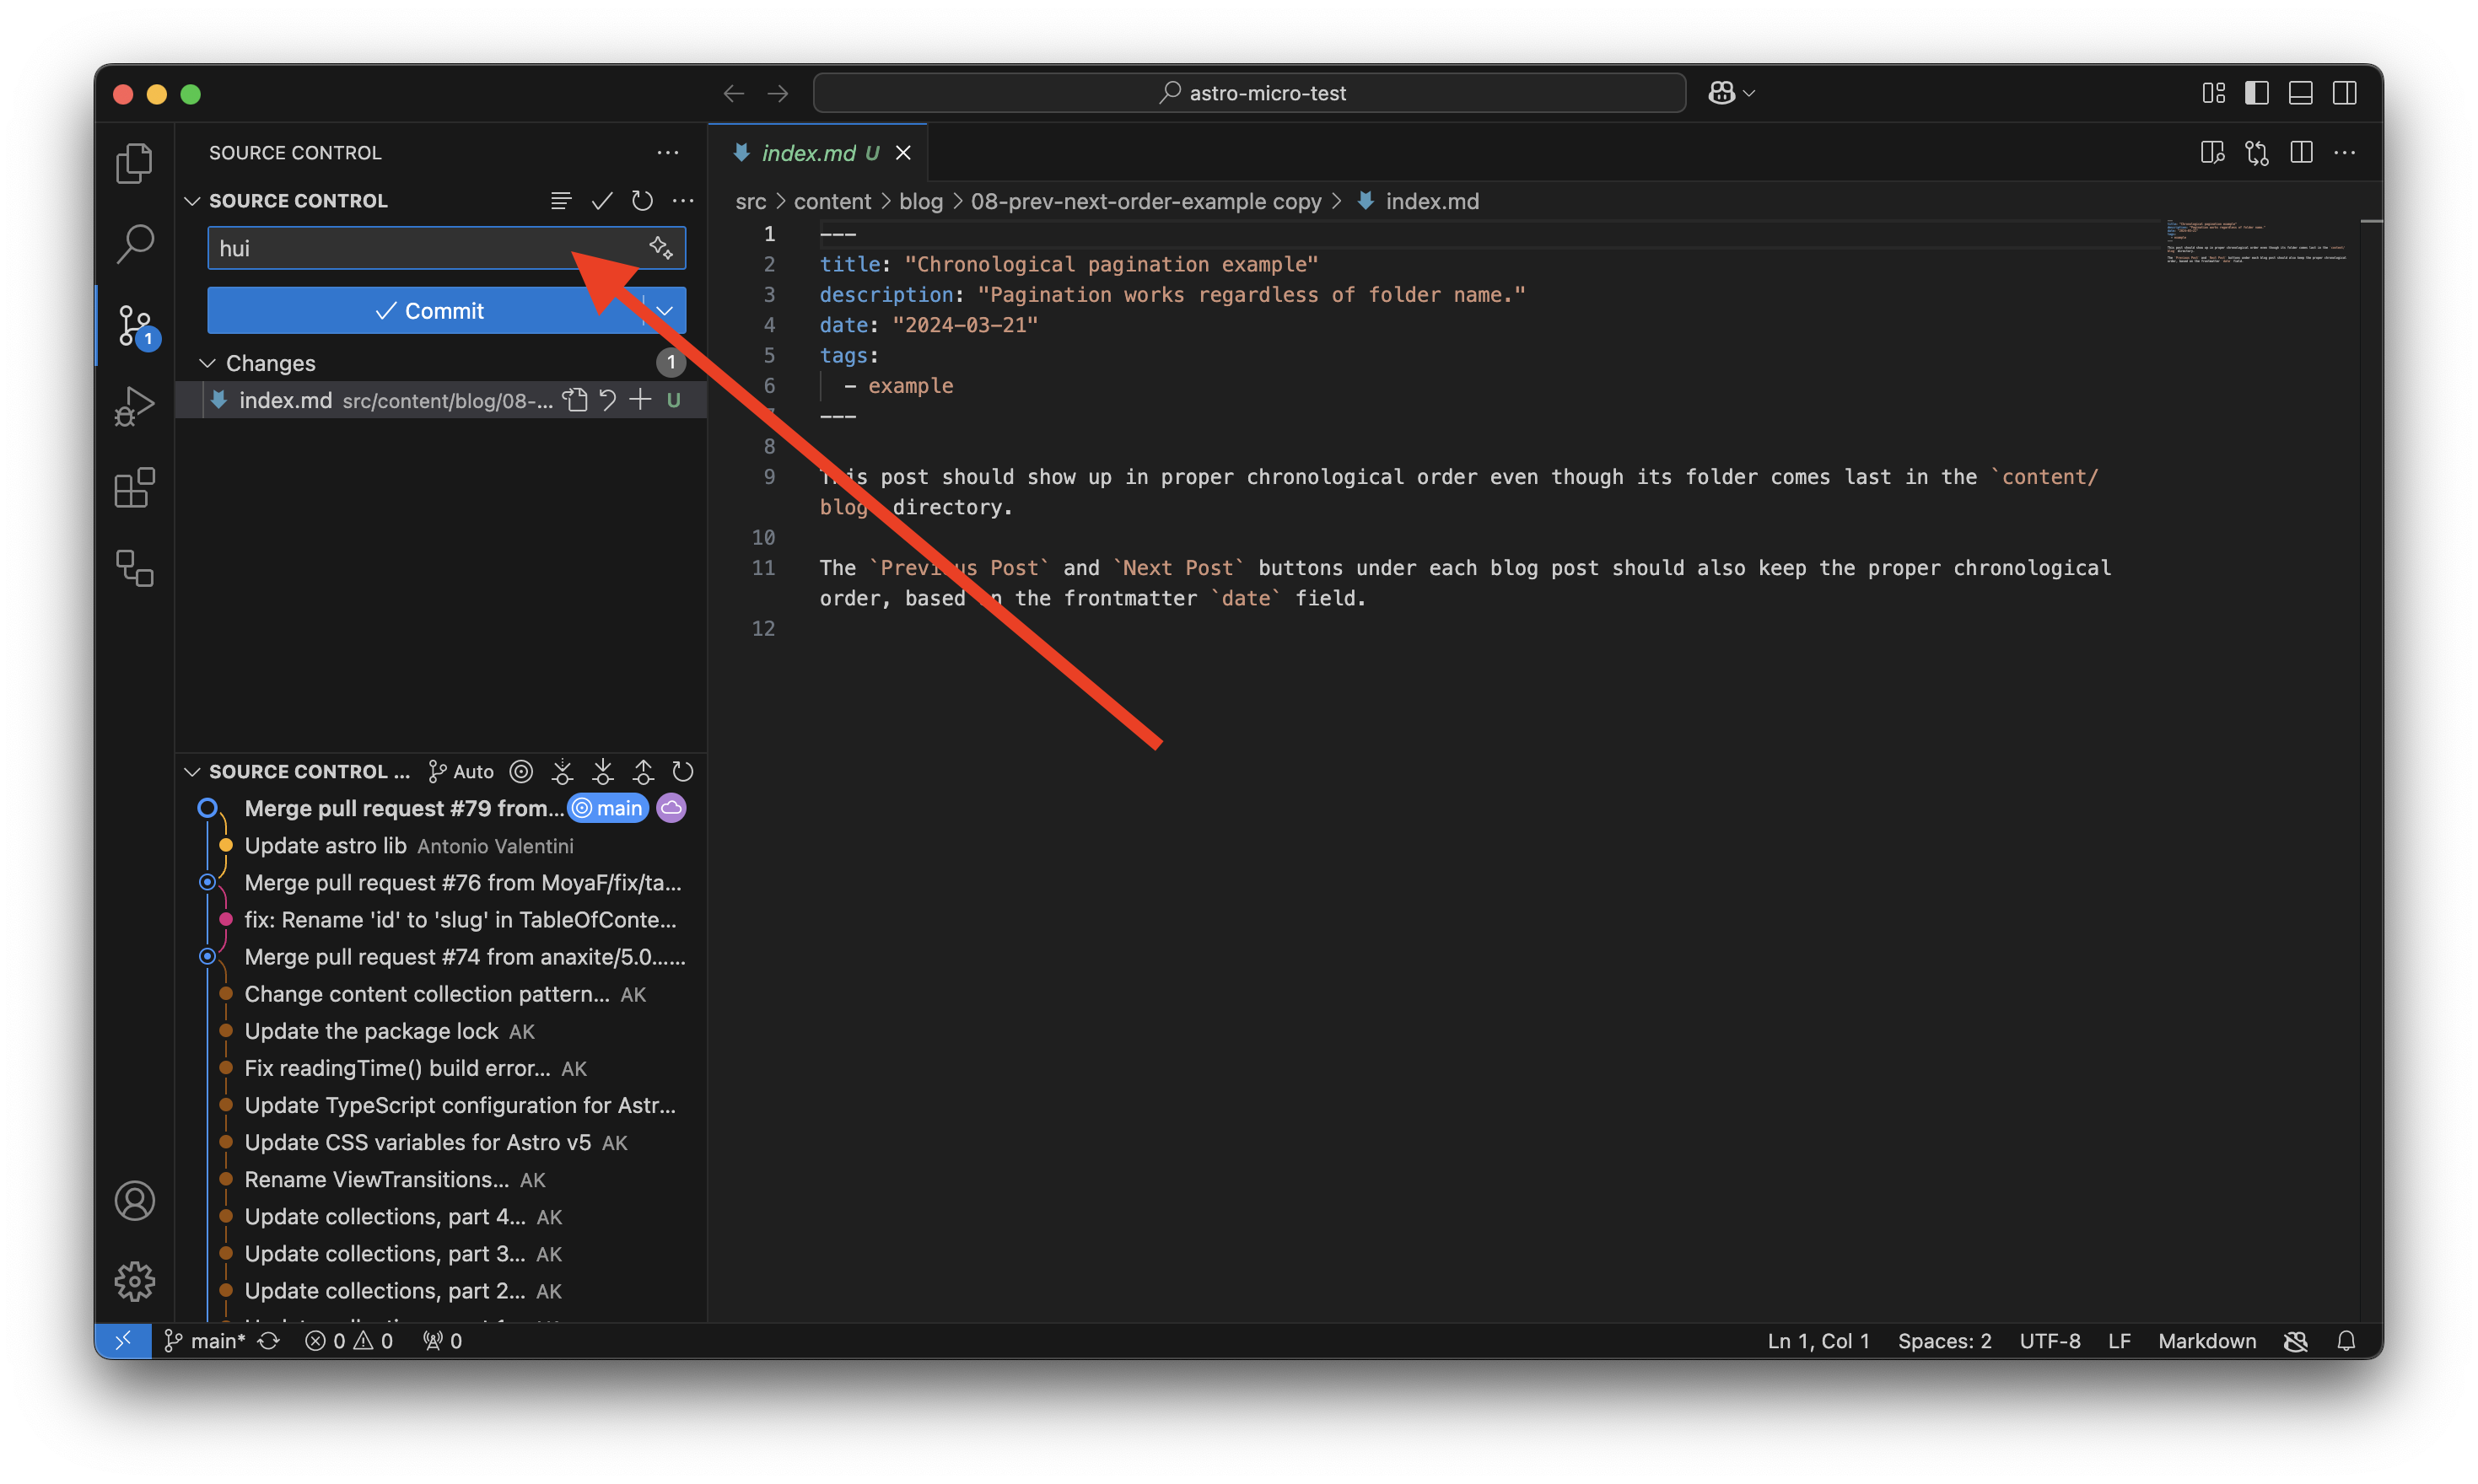 astro-micro-test
SOURCE CONTROL
SOURCE CONTROL
hui
Commit
Changes 1
index.md src/content/blog/08-... U
1
SOURCE CONTROL ... Auto
Merge pull request #79 from... main
Update astro lib Antonio Valentini
Merge pull request #76 from MoyaF/fix/ta...
fix: Rename 'id' to 'slug' in TableOfConte...
Merge pull request #74 from anaxite/5.0......
Change content collection pattern... AK
Update the package lock AK
Fix readingTime() build error... AK
Update TypeScript configuration for Astr...
Update CSS variables for Astro v5 AK
Rename ViewTransitions... AK
Update collections, part 4... AK
Update collections, part 3... AK
Update collections, part 2... AK
index.md U
src > content > blog > 08-prev-next-order-example copy > index.md
1 ---
2 title: "Chronological pagination example"
3 description: "Pagination works regardless of folder name."
4 date: "2024-03-21"
5 tags:
6 - example
---
8
9 This post should show up in proper chronological order even though its folder comes last in the `content/
blog directory.
10
11 The `Previous Post` and `Next Post` buttons under each blog post should also keep the proper chronological
order, based on the frontmatter `date` field.
12
main* 0 0 0
Ln 1, Col 1 Spaces: 2 UTF-8 LF Markdown